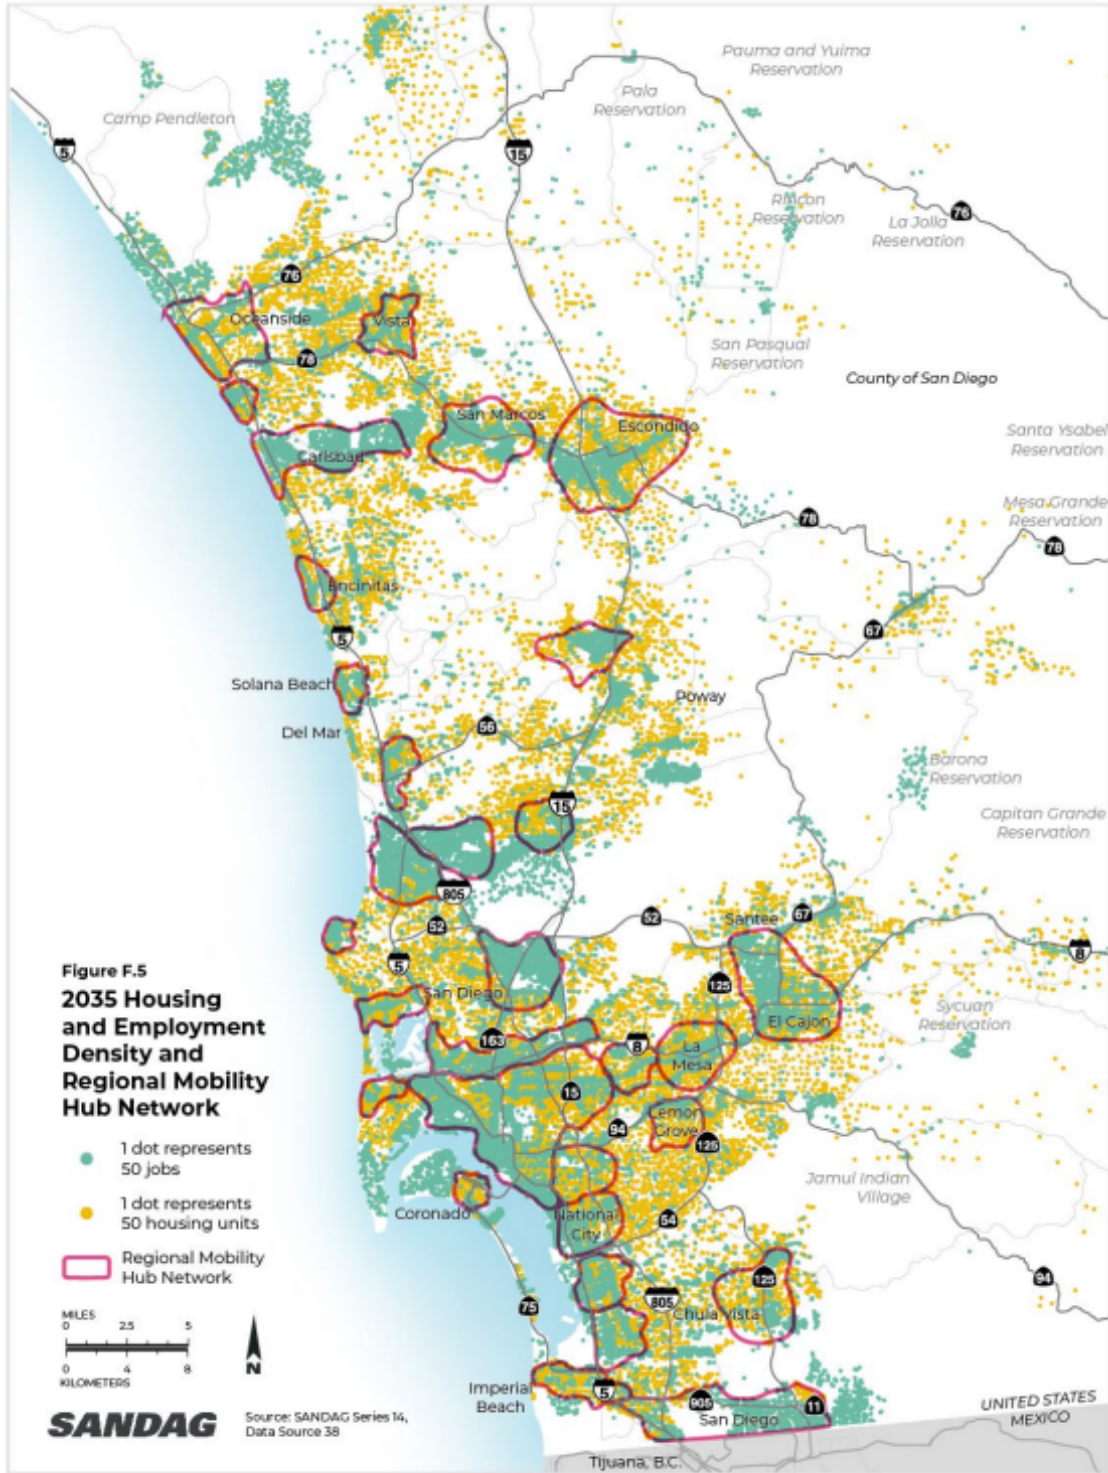 Pauma and Yuima
Reservation
Pala
Reservation
Camp Pendleton
5
15
Rincon
Reservation
76
La Jolla
Reservation
76
Oceanside
Vista
78
San Pasqual
Reservation
County of San Diego
San Marcos
Escondido
Santa Ysabel
Reservation
Carlsbad
Mesa Grande
Reservation
78
78
Encinitas
5
67
Solana Beach
Poway
Del Mar
56
Barona
Reservation
15
Capitan Grande
Reservation
805
52
52
Santee
67
8
5
125
San Diego
Sycuan
Reservation
El Cajon
163
8
La
Mesa
15
94
Lemon
Grove
125
Jamul Indian
Village
Coronado
National
City
54
94
125
75
805
Chula Vista
Imperial
Beach
5
905
San Diego
11
UNITED STATES
MEXICO
Tijuana, B.C.
Figure F.5
2035 Housing
and Employment
Density and
Regional Mobility
Hub Network
1 dot represents
50 jobs
1 dot represents
50 housing units
Regional Mobility
Hub Network
MILES
0 2.5 5
0 4 8
KILOMETERS
N
SANDAG
Source: SANDAG Series 14,
Data Source 38